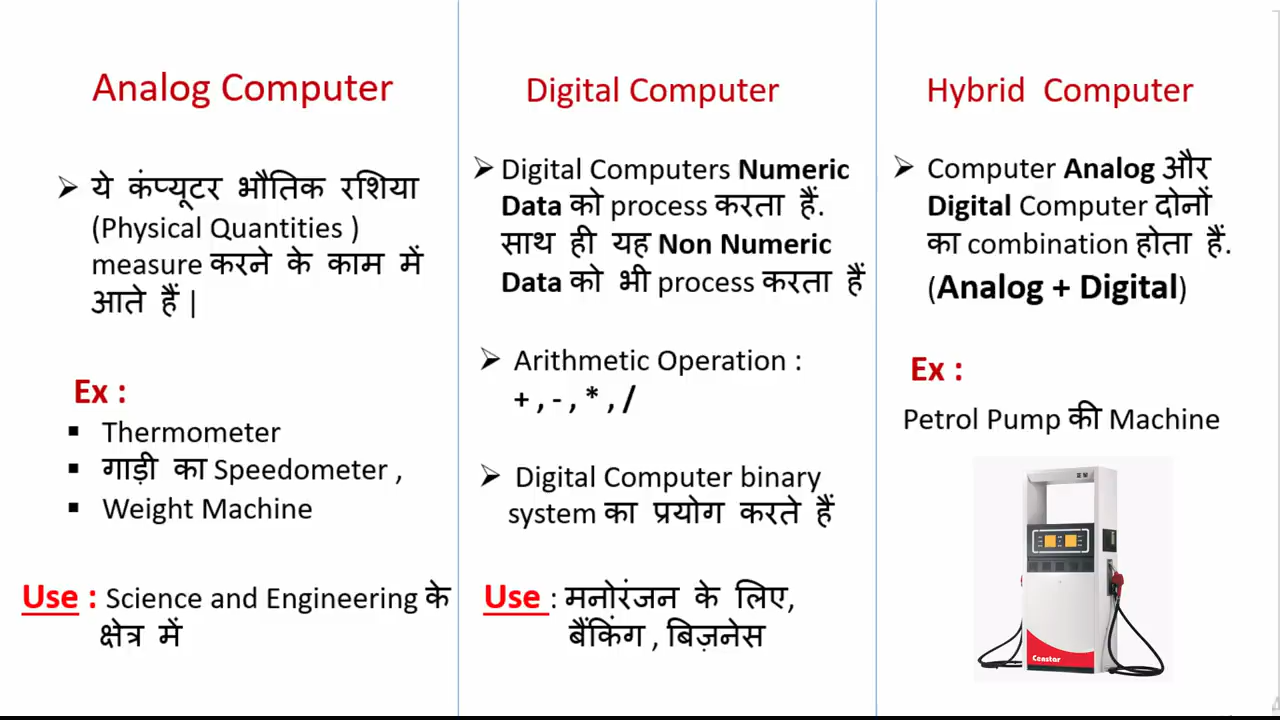 Analog Computer
ये कंप्यूटर भौतिक रशिया
(Physical Quantities )
measure करने के काम में
आते हैं |
Ex :
Thermometer
गाड़ी का Speedometer ,
Weight Machine
Use : Science and Engineering के
क्षेत्र में
Digital Computer
Digital Computers Numeric
Data को process करता हैं.
साथ ही यह Non Numeric
Data को भी process करता हैं
Arithmetic Operation :
+ , - , * , /
Digital Computer binary
system का प्रयोग करते हैं
Use : मनोरंजन के लिए,
बैंकिंग , बिज़नेस
Hybrid Computer
Computer Analog और
Digital Computer दोनों
का combination होता हैं.
(Analog + Digital)
Ex :
Petrol Pump की Machine
Censtar